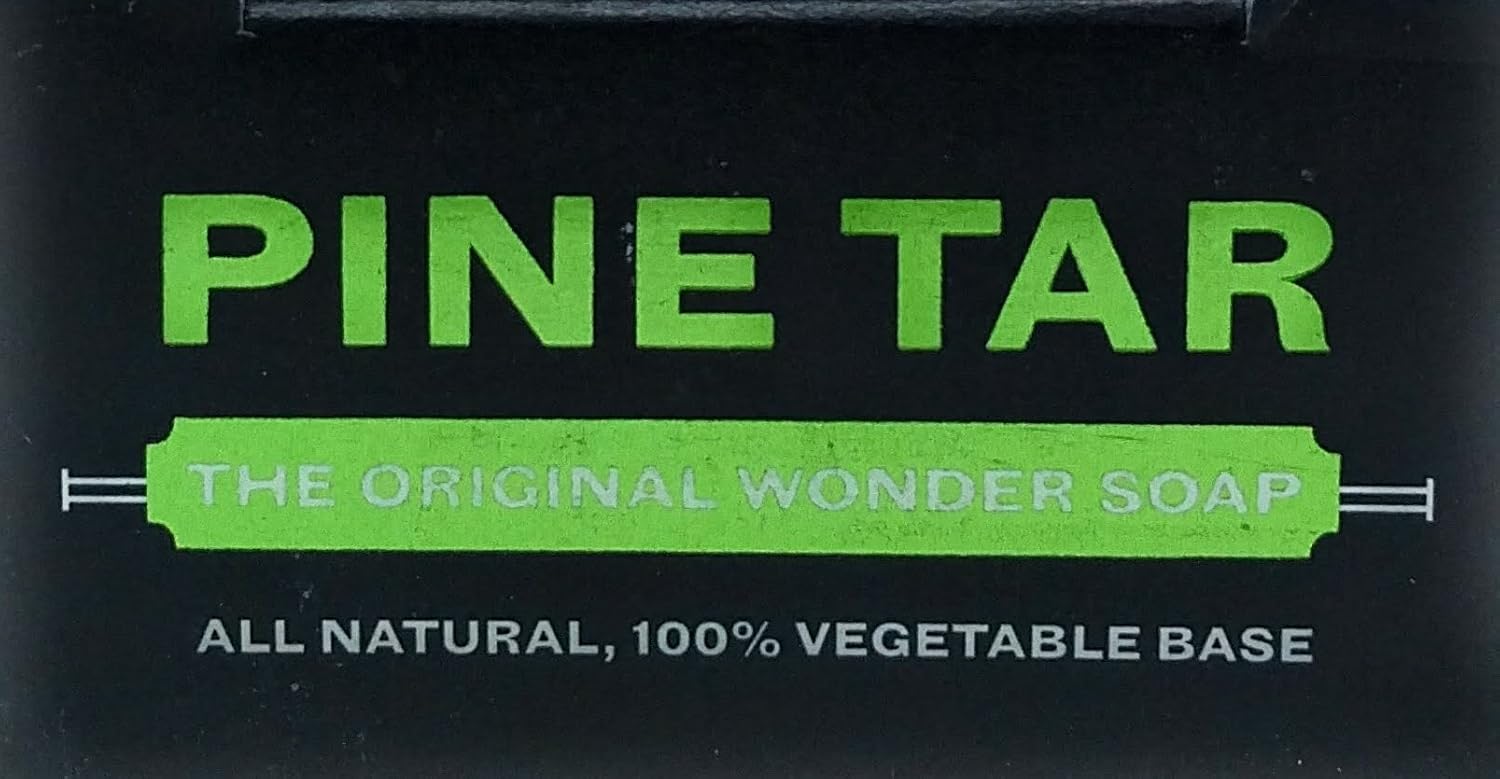 PINE TAR
THE ORIGINAL WONDER SOAP
ALL NATURAL, 100% VEGETABLE BASE